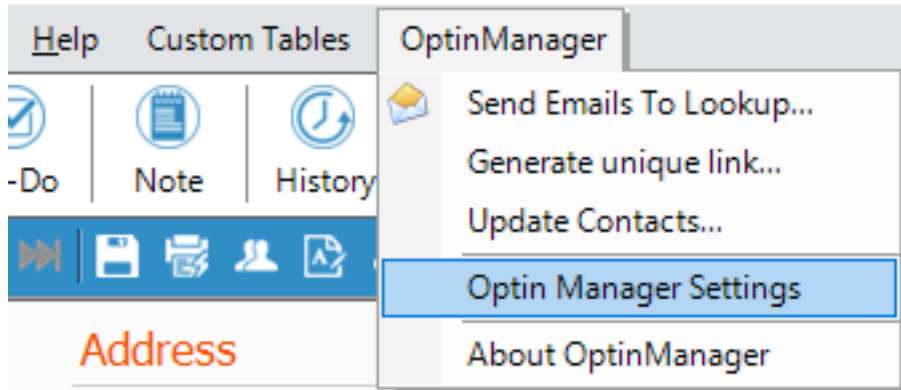 Help Custom Tables OptinManager
Send Emails To Lookup...
Generate unique link...
-Do Note History
Update Contacts...
Optin Manager Settings
Address
About OptinManager